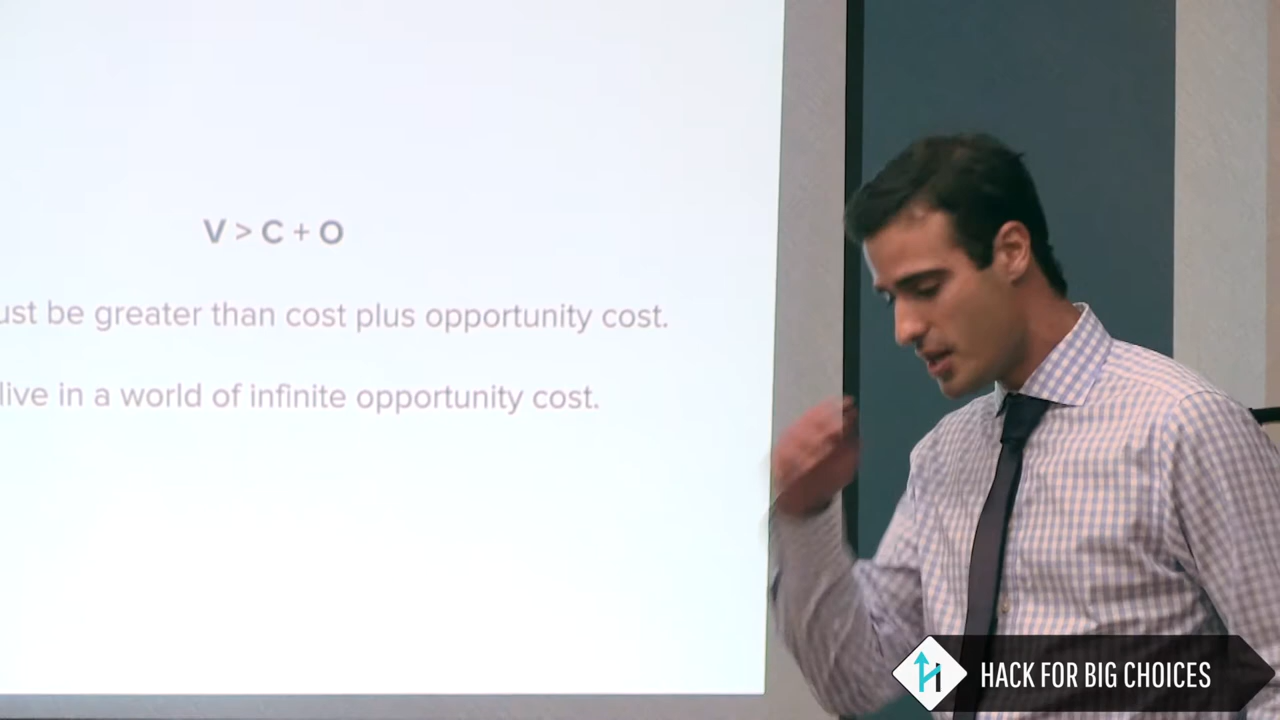 V > C + O
ust be greater than cost plus opportunity cost.
live in a world of infinite opportunity cost.
HACK FOR BIG CHOICES